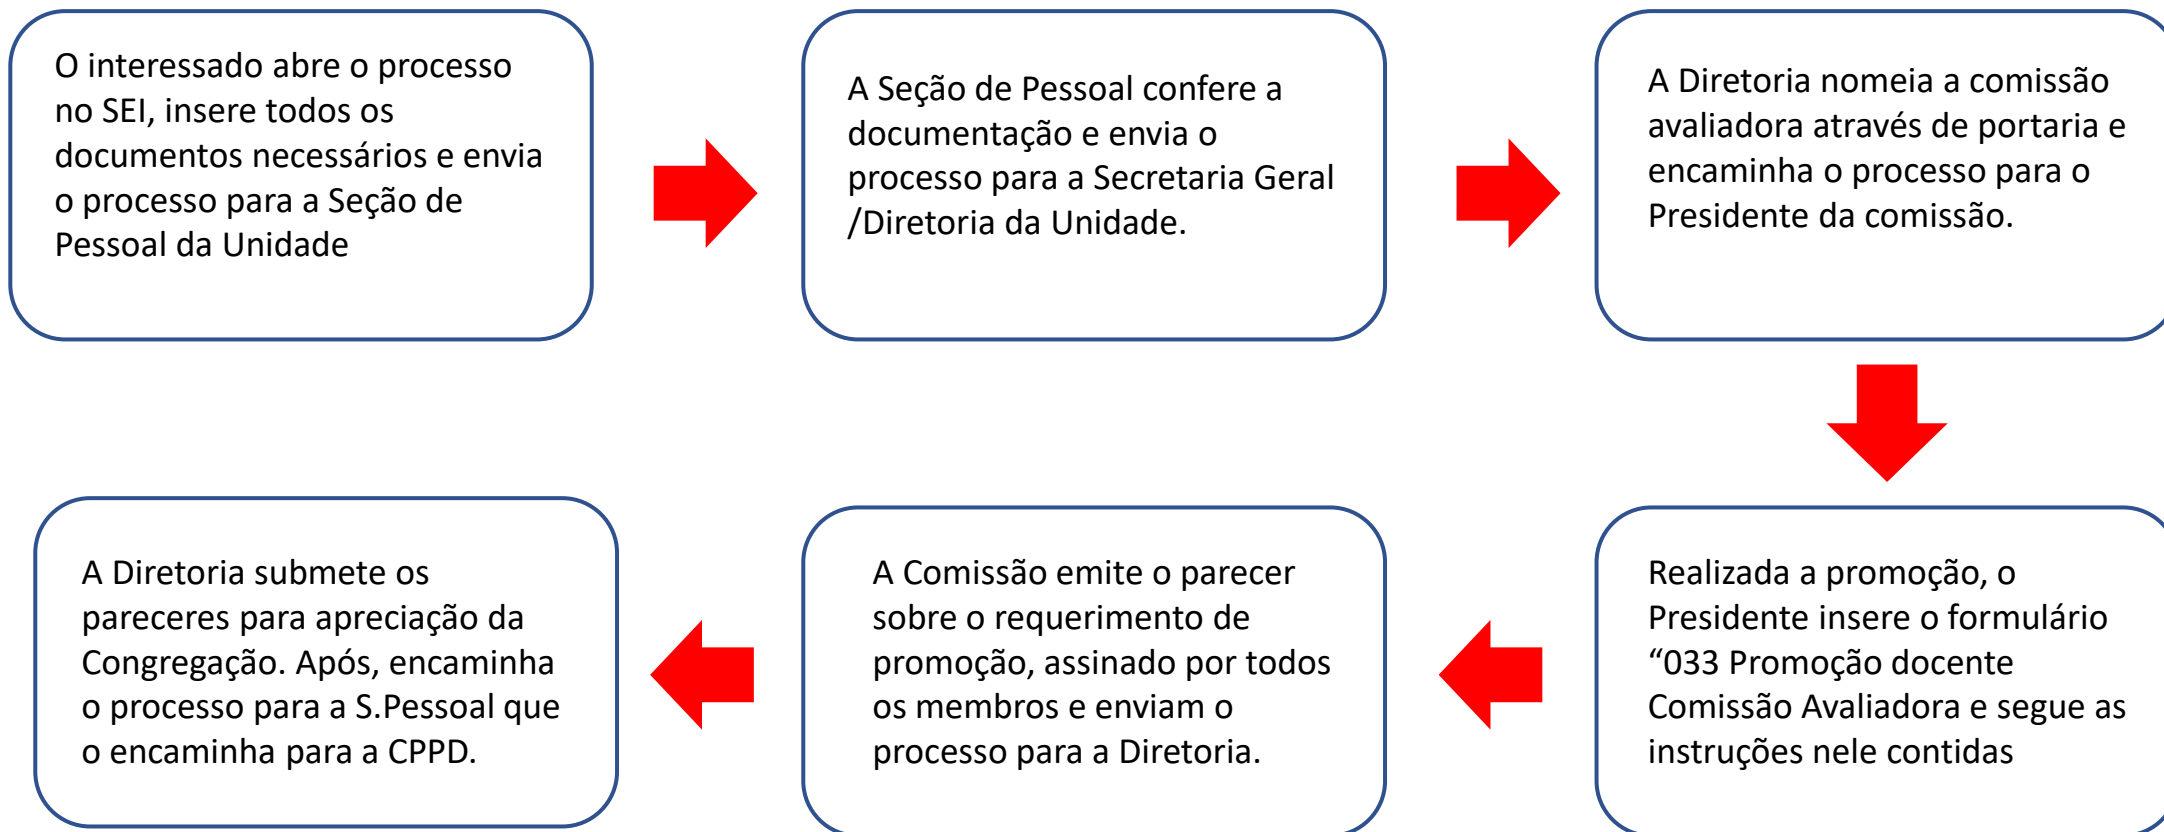 O interessado abre o processo
no SEI, insere todos os
documentos necessários e envia
o processo para a Seção de
Pessoal da Unidade
A Seção de Pessoal confere a
documentação e envia o
processo para a Secretaria Geral
/Diretoria da Unidade.
A Diretoria nomeia a comissão
avaliadora através de portaria e
encaminha o processo para o
Presidente da comissão.
Realizada a promoção, o
Presidente insere o formulário
“033 Promoção docente
Comissão Avaliadora e segue as
instruções nele contidas
A Comissão emite o parecer
sobre o requerimento de
promoção, assinado por todos
os membros e enviam o
processo para a Diretoria.
A Diretoria submete os
pareceres para apreciação da
Congregação. Após, encaminha
o processo para a S.Pessoal que
o encaminha para a CPPD.